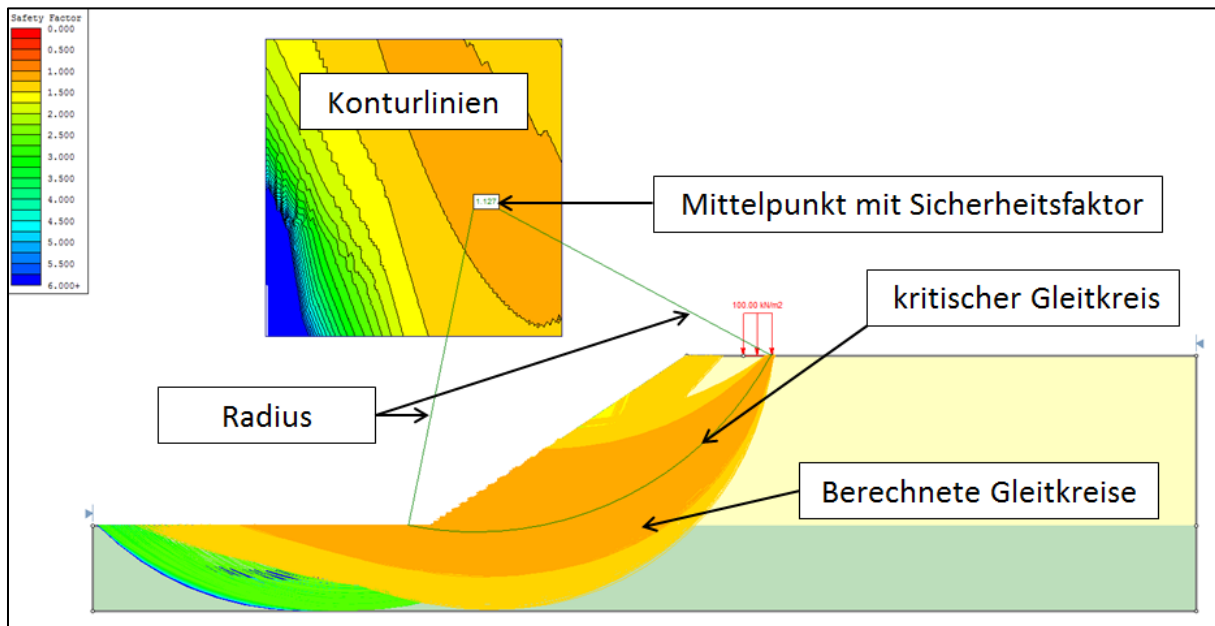 Safety Factor
0.000
0.500
1.000
1.500
2.000
2.500
3.000
3.500
4.000
4.500
5.000
5.500
6.000+
Konturlinien
1.127
Mittelpunkt mit Sicherheitsfaktor
kritischer Gleitkreis
100.00 kN/m2
Radius
Berechnete Gleitkreise